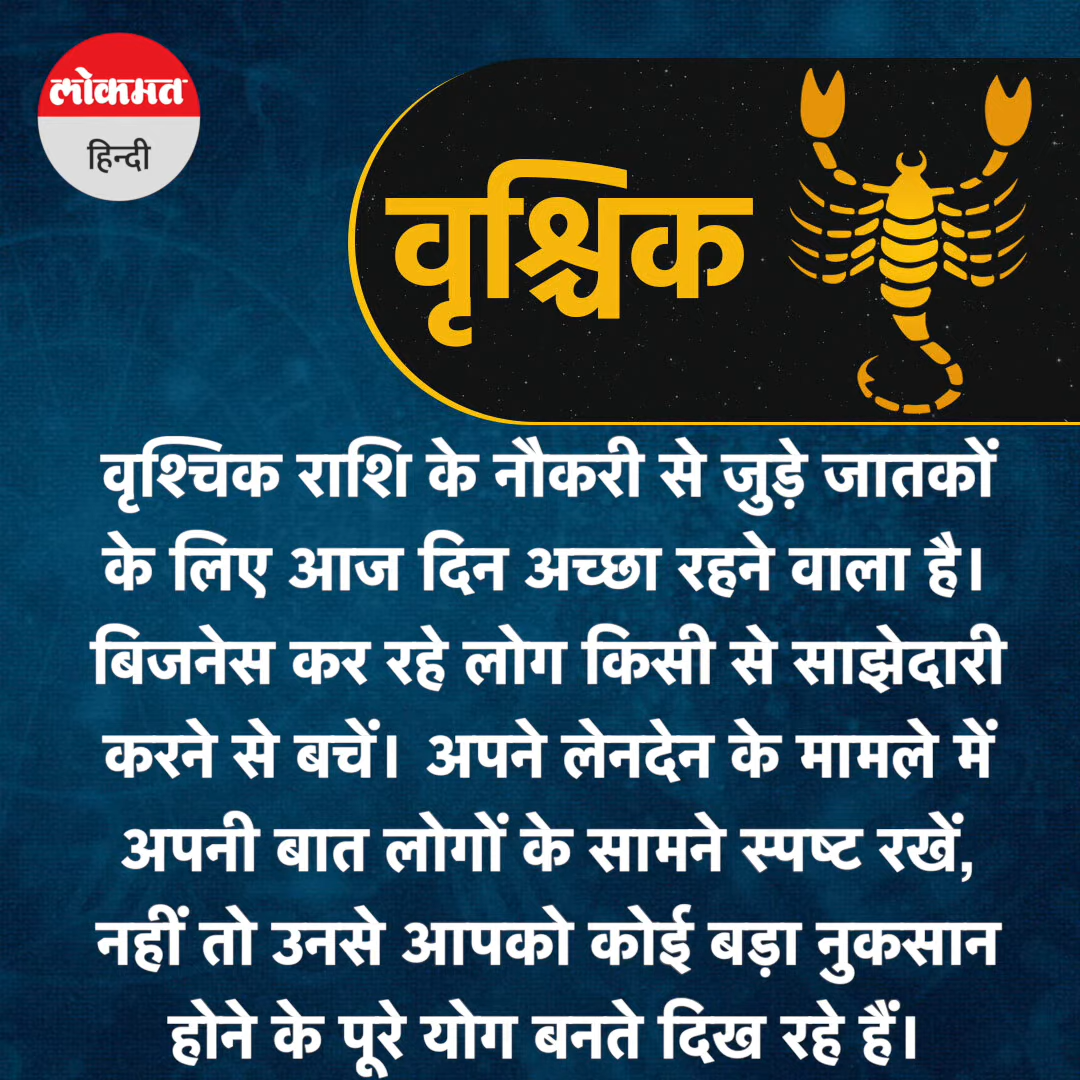 लोकमत
हिन्दी
वृश्चिक
वृश्चिक राशि के नौकरी से जुड़े जातकों
के लिए आज दिन अच्छा रहने वाला है।
बिजनेस कर रहे लोग किसी से साझेदारी
करने से बचें। अपने लेनदेन के मामले में
अपनी बात लोगों के सामने स्पष्ट रखें,
नहीं तो उनसे आपको कोई बड़ा नुकसान
होने के पूरे योग बनते दिख रहे हैं।